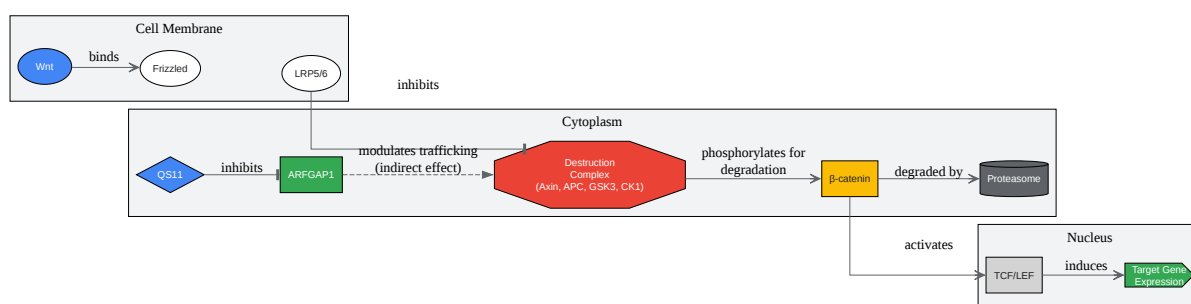 Cell Membrane
Wnt
binds
Frizzled
LRP5/6
inhibits
Cytoplasm
QS11
inhibits
ARFGAP1
modulates trafficking
(indirect effect)
Destruction
Complex
(Axin, APC, GSK3, CK1)
phosphorylates for
degradation
β-catenin
degraded by
Proteasome
activates
Nucleus
TCF/LEF
induces
Target Gene
Expression